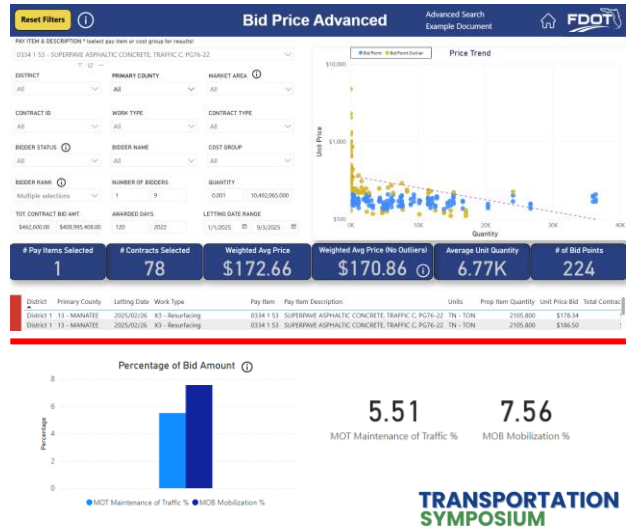 Reset Filters
Bid Price Advanced
Advanced Search
Example Document
FDOT
PAY ITEM & DESCRIPTION *(select pay item or cost group for results)
0334 1 53 - SUPERPAVE ASPHALTIC CONCRETE, TRAFFIC C, PG76-22
DISTRICT PRIMARY COUNTY MARKET AREA
All All All
CONTRACT ID WORK TYPE CONTRACT TYPE
All All All
BIDDER STATUS BIDDER NAME COST GROUP
All All All
BIDDER RANK NUMBER OF BIDDERS QUANTITY
Multiple selections 1 9 0.001 10,492,065.000
TOT. CONTRACT BID AMT. AWARDED DAYS LETTING DATE RANGE
$462,600.00 $408,995,408.00 120 2022 1/1/2025 9/3/2025
Bid Points Bid Point Outlier Price Trend
$10,000
$1,000
$100
Unit Price
0K 10K 20K 30K 40K
Quantity
# Pay Items Selected
1
# Contracts Selected
78
Weighted Avg Price
$172.66
Weighted Avg Price (No Outliers)
$170.86
Average Unit Quantity
6.77K
# of Bid Points
224
District Primary County Letting Date Work Type Pay Item Pay Item Description Units Prop Item Quantity Unit Price Bid Total Contrac
District 1 13 - MANATEE 2025/02/26 X3 - Resurfacing 0334 1 53 SUPERPAVE ASPHALTIC CONCRETE, TRAFFIC C, PG76-22 TN - TON 2105.800 $178.34
District 1 13 - MANATEE 2025/02/26 X3 - Resurfacing 0334 1 53 SUPERPAVE ASPHALTIC CONCRETE, TRAFFIC C, PG76-22 TN - TON 2105.800 $186.50
Percentage of Bid Amount
8
6
4
2
0
Percentage
MOT Maintenance of Traffic % MOB Mobilization %
5.51
MOT Maintenance of Traffic %
7.56
MOB Mobilization %
TRANSPORTATION
SYMPOSIUM